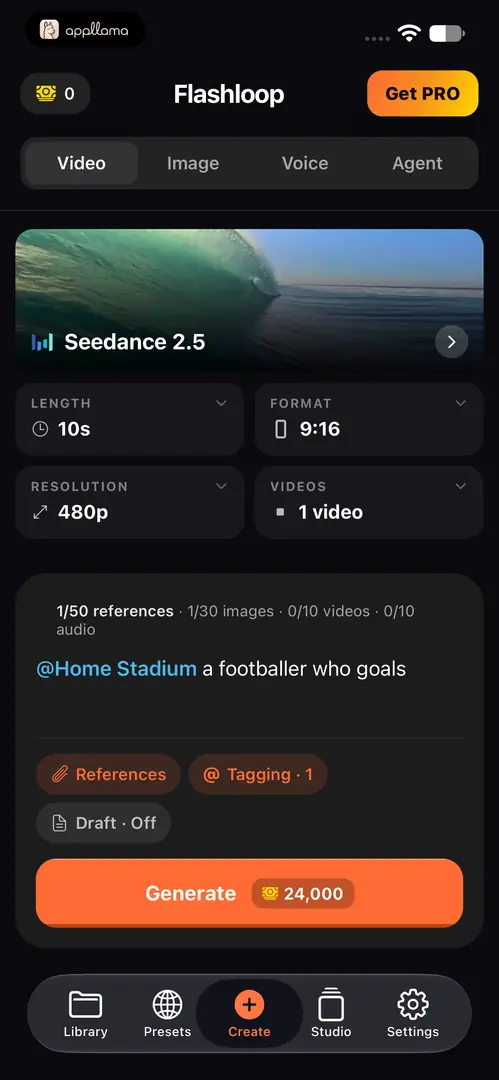 appllama
0
Flashloop
Get PRO
Video
Image
Voice
Agent
Seedance 2.5
LENGTH
10s
FORMAT
9:16
RESOLUTION
480p
VIDEOS
1 video
1/50 references · 1/30 images · 0/10 videos · 0/10
audio
@Home Stadium a footballer who goals
References
@ Tagging · 1
Draft · Off
Generate 24,000
Library
Presets
Create
Studio
Settings